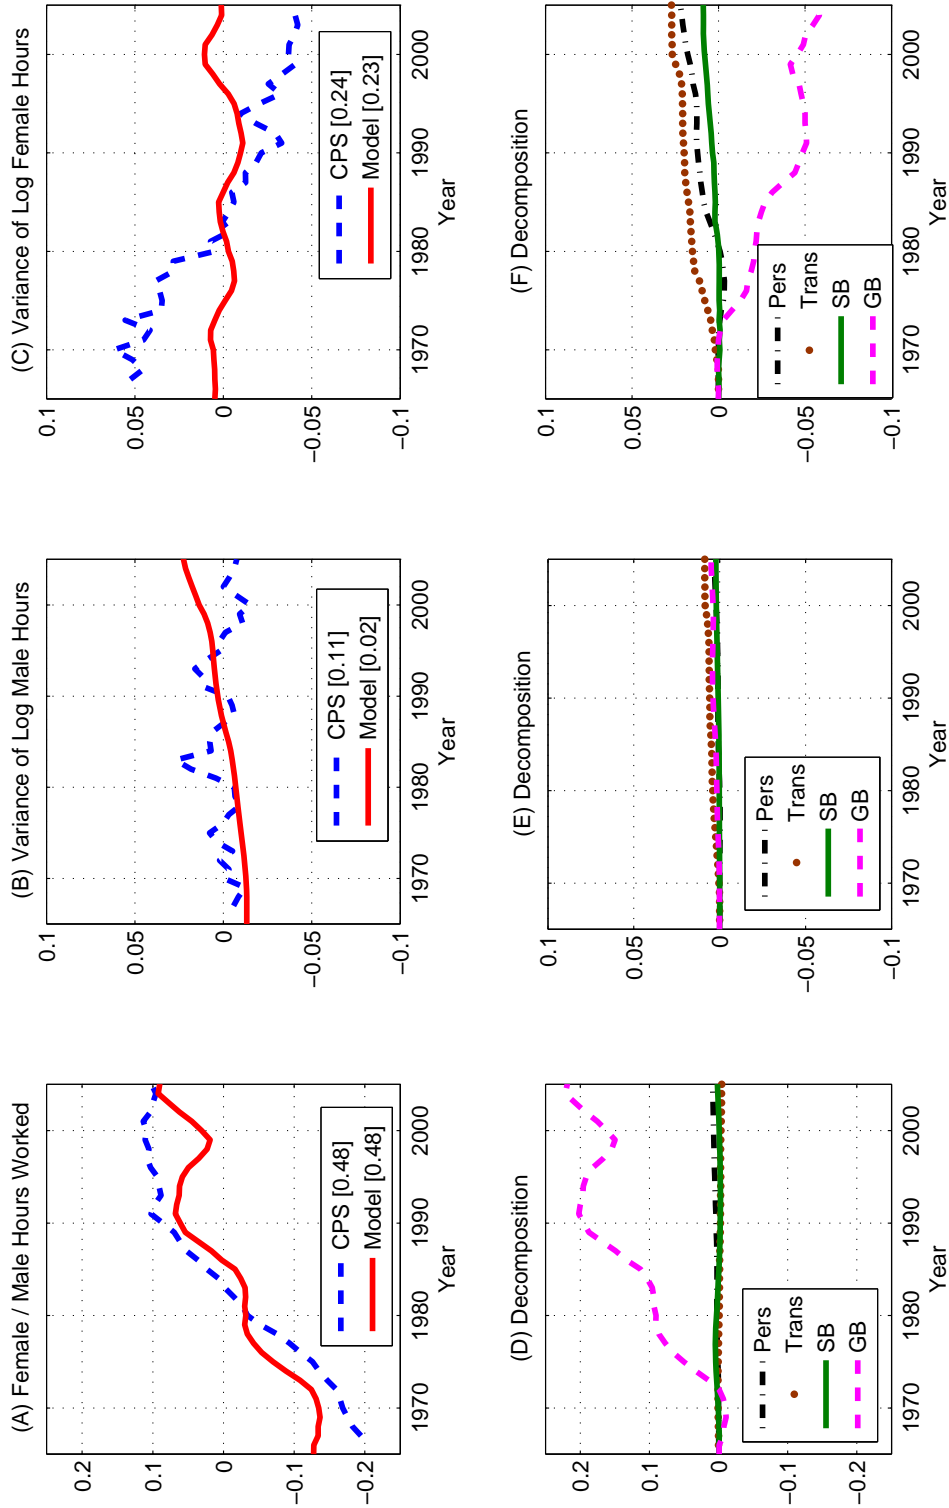 (A) Female / Male Hours Worked
0.2
0.1
0
−0.1
−0.2
1970
1980
1990
2000
Year
CPS [0.48]
Model [0.48]
(B) Variance of Log Male Hours
0.1
0.05
0
−0.05
−0.1
1970
1980
1990
2000
Year
CPS [0.11]
Model [0.02]
(C) Variance of Log Female Hours
0.1
0.05
0
−0.05
−0.1
1970
1980
1990
2000
Year
CPS [0.24]
Model [0.23]
(D) Decomposition
0.2
0.1
0
−0.1
−0.2
1970
1980
1990
2000
Year
Pers
Trans
SB
GB
(E) Decomposition
0.1
0.05
0
−0.05
−0.1
1970
1980
1990
2000
Year
Pers
Trans
SB
GB
(F) Decomposition
0.1
0.05
0
−0.05
−0.1
1970
1980
1990
2000
Year
Pers
Trans
SB
GB